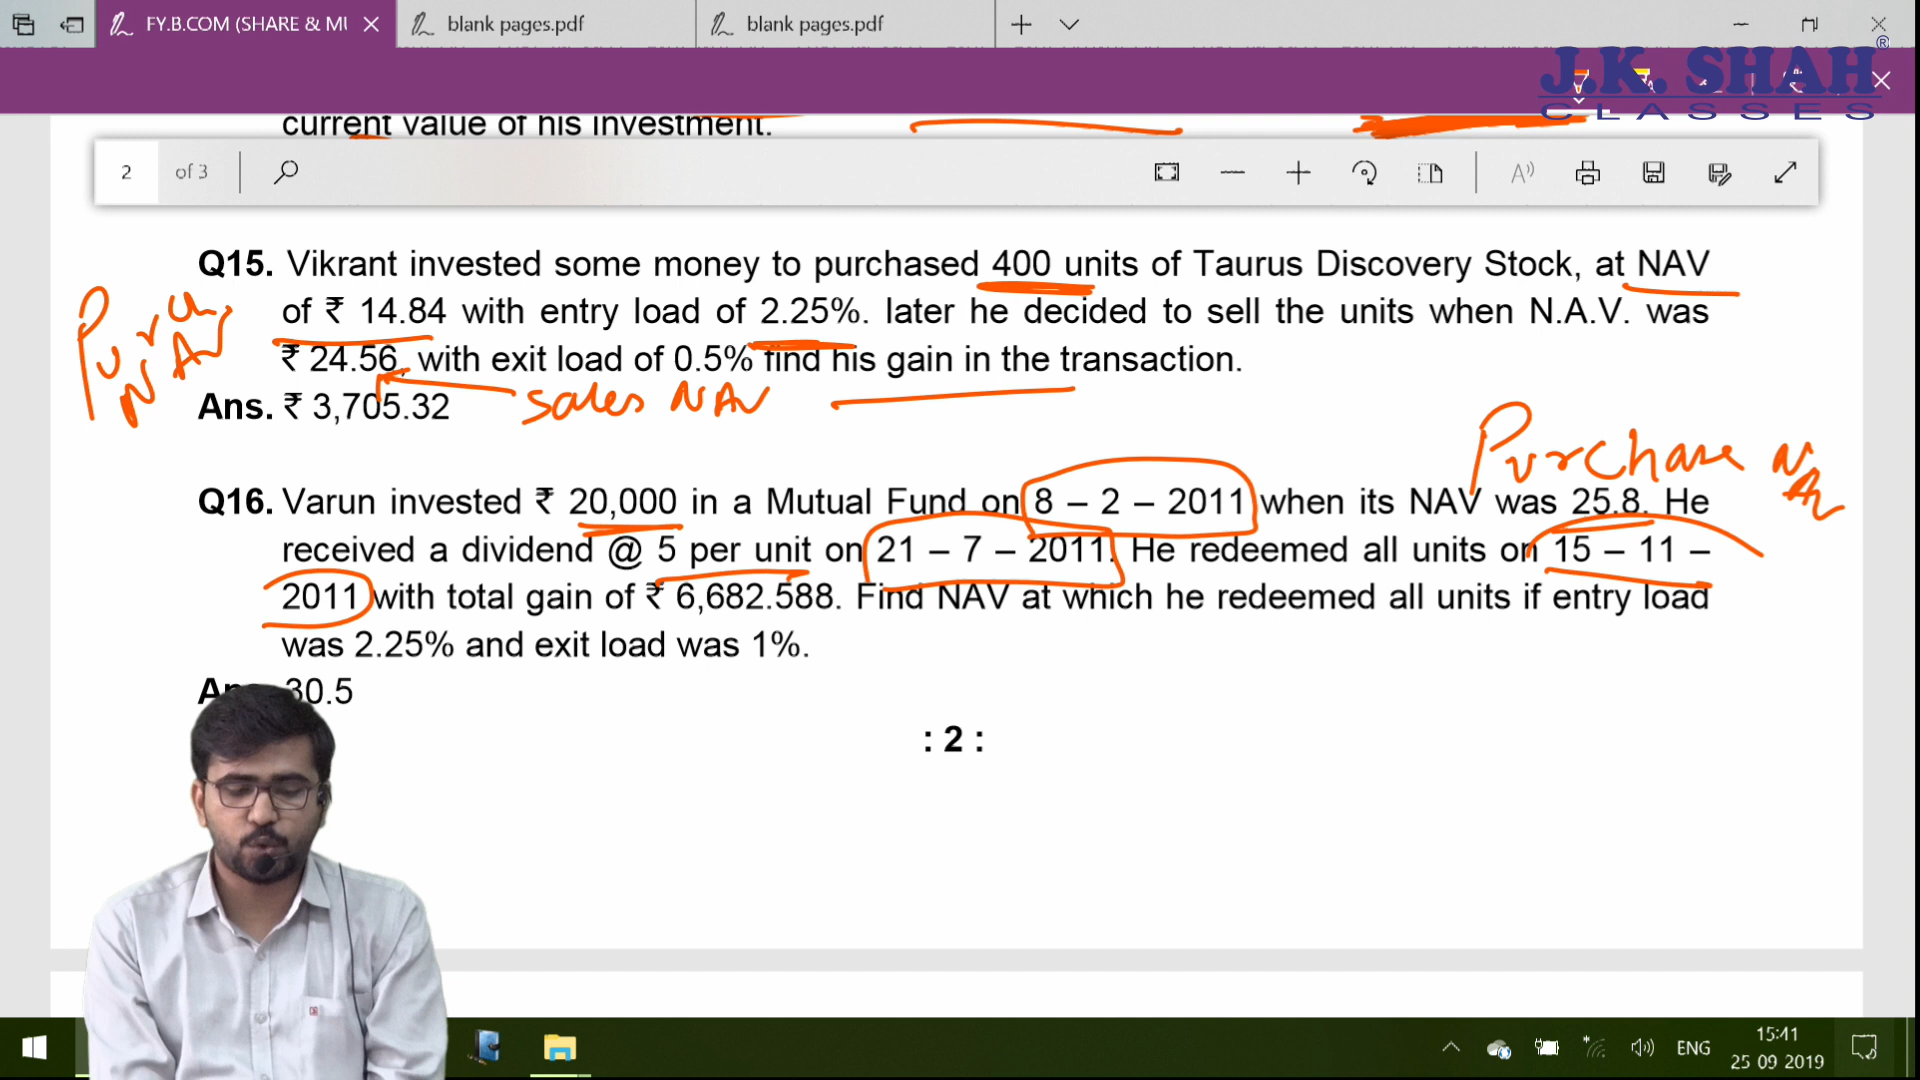 FY.B.COM (SHARE & MU
blank pages.pdf
blank pages.pdf
J.K. SHAH®
CLASSES
current value of his investment.
2 of 3
Q15. Vikrant invested some money to purchased 400 units of Taurus Discovery Stock, at NAV
of ₹ 14.84 with entry load of 2.25%. later he decided to sell the units when N.A.V. was
₹ 24.56, with exit load of 0.5% find his gain in the transaction.
Purch NAV
Ans. ₹ 3,705.32
Sales NAV
Purchase NAV
Q16. Varun invested ₹ 20,000 in a Mutual Fund on 8 – 2 – 2011 when its NAV was 25.8. He
received a dividend @ 5 per unit on 21 – 7 – 2011. He redeemed all units on 15 – 11 –
2011 with total gain of ₹ 6,682.588. Find NAV at which he redeemed all units if entry load
was 2.25% and exit load was 1%.
30.5
: 2 :
ENG
15:41
25 09 2019